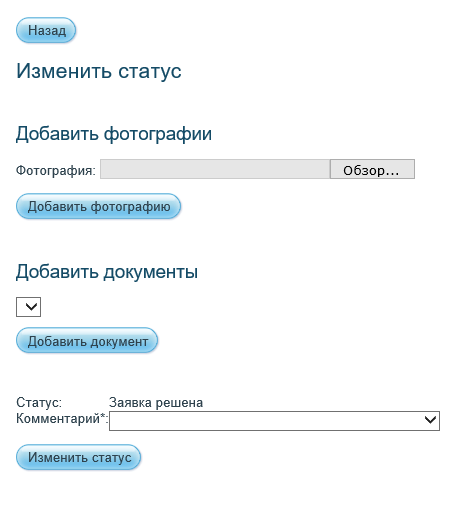 Назад
Изменить статус
Добавить фотографии
Фотография: Обзор...
Добавить фотографию
Добавить документы
Добавить документ
Статус: Заявка решена
Комментарий*:
Изменить статус